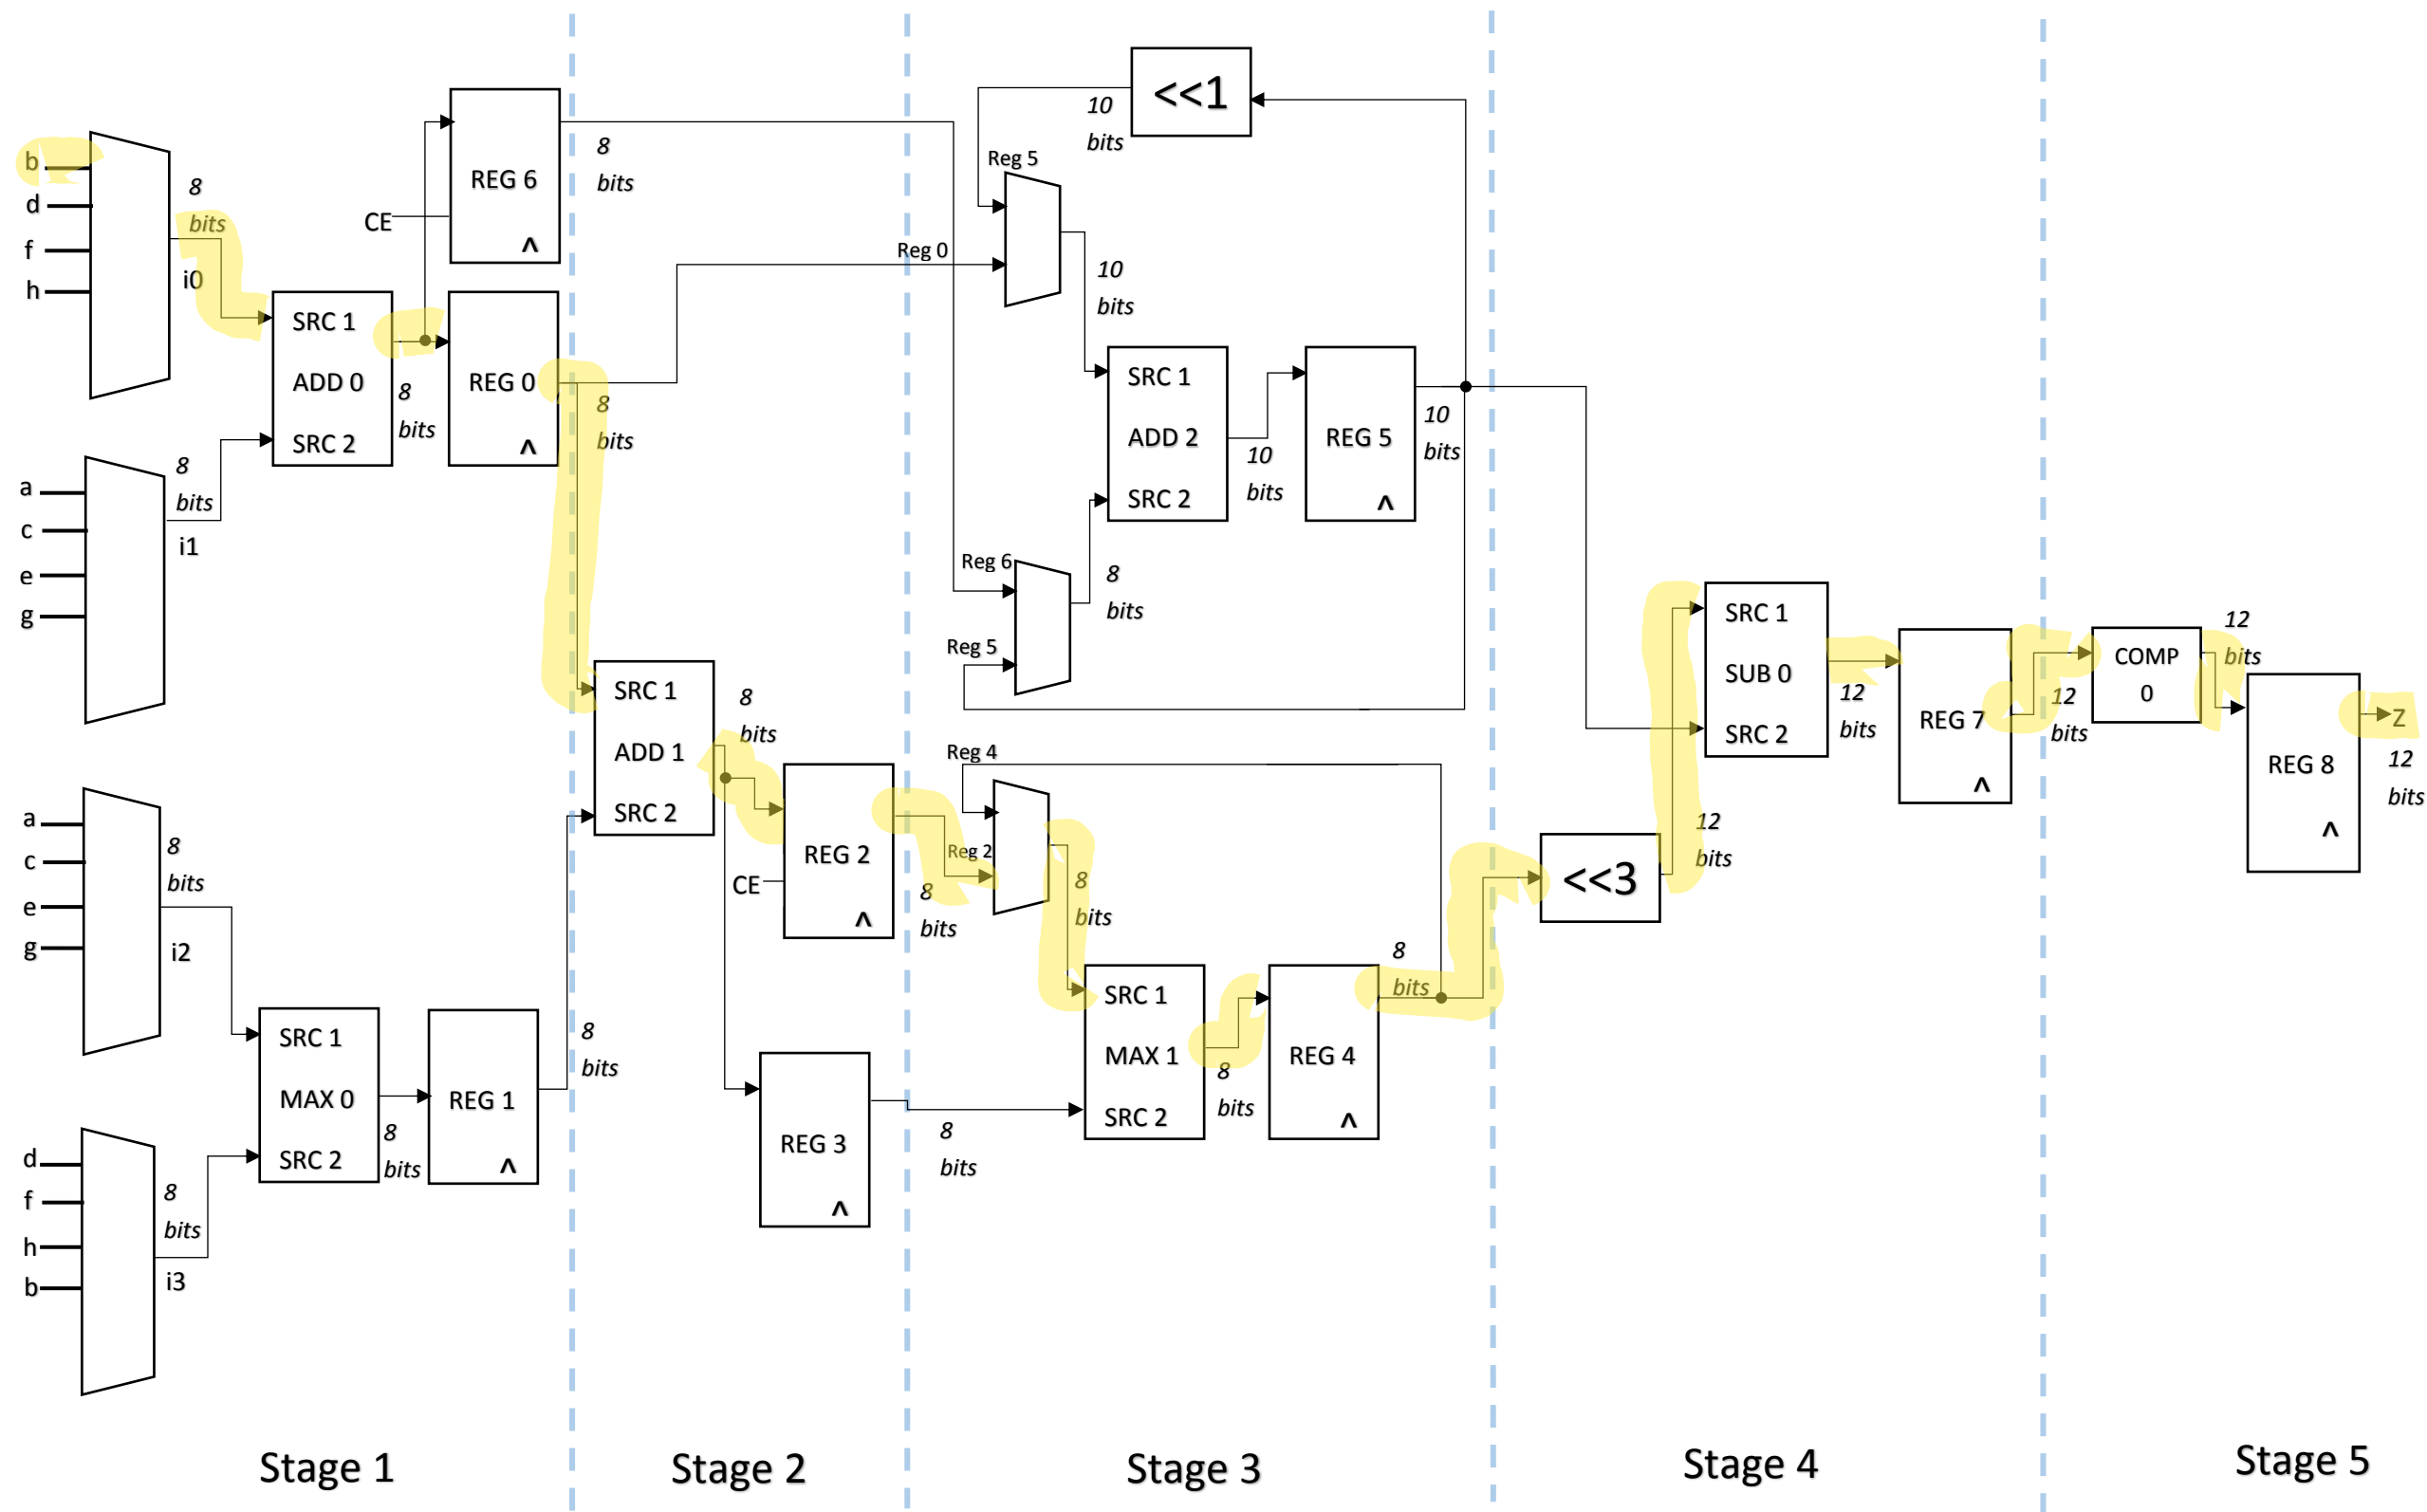 b
d
f
h
8
bits
i0
a
c
e
g
8
bits
i1
a
c
e
g
8
bits
i2
d
f
h
b
8
bits
i3
SRC 1
ADD 0
SRC 2
8
bits
CE
REG 6
^
8
bits
REG 0
^
8
bits
SRC 1
MAX 0
SRC 2
8
bits
REG 1
^
8
bits
Stage 1
SRC 1
ADD 1
SRC 2
8
bits
CE
REG 2
^
8
bits
REG 3
^
8
bits
Stage 2
<<1
10
bits
Reg 5
Reg 0
10
bits
SRC 1
ADD 2
SRC 2
10
bits
REG 5
^
10
bits
Reg 6
Reg 5
8
bits
Reg 4
Reg 2
8
bits
SRC 1
MAX 1
SRC 2
8
bits
REG 4
^
8
bits
Stage 3
<<3
12
bits
SRC 1
SUB 0
SRC 2
12
bits
REG 7
^
12
bits
Stage 4
COMP
0
12
bits
REG 8
^
Z
12
bits
Stage 5